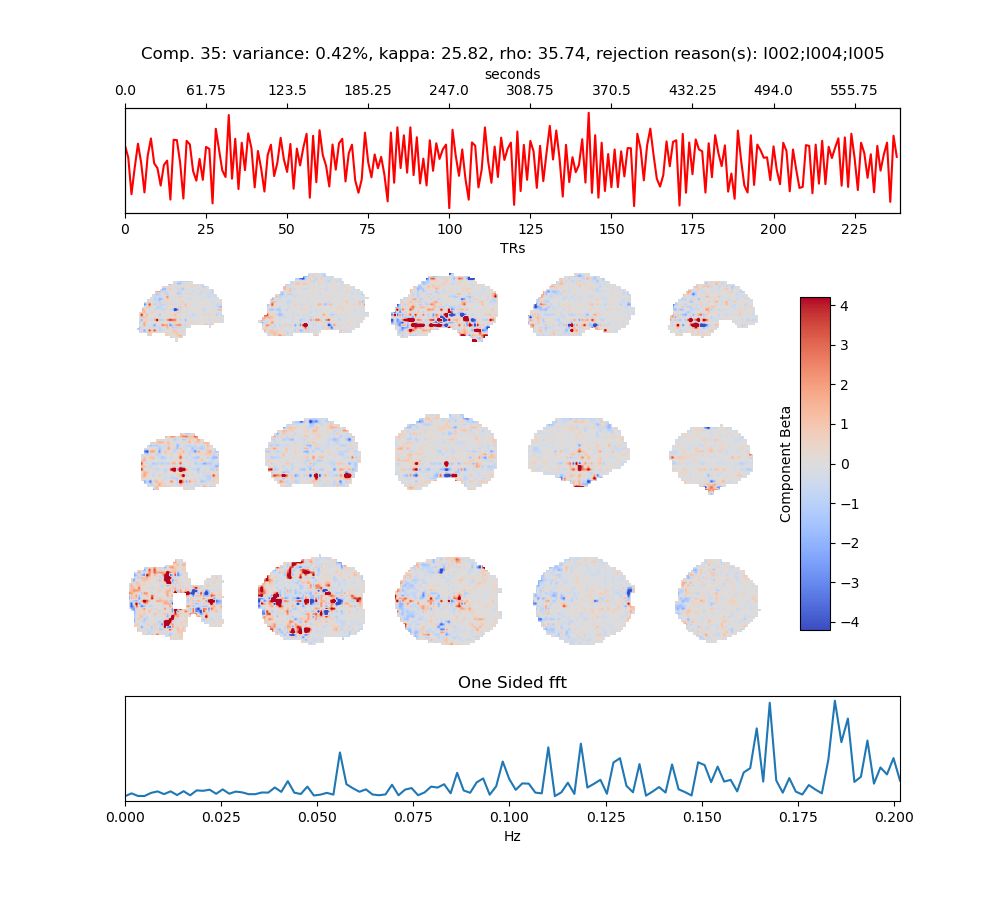 Comp. 35: variance: 0.42%, kappa: 25.82, rho: 35.74, rejection reason(s): I002;I004;I005
seconds
0.0 61.75 123.5 185.25 247.0 308.75 370.5 432.25 494.0 555.75
0 25 50 75 100 125 150 175 200 225
TRs
4
3
2
1
0
−1
−2
−3
−4
Component Beta
One Sided fft
0.000 0.025 0.050 0.075 0.100 0.125 0.150 0.175 0.200
Hz